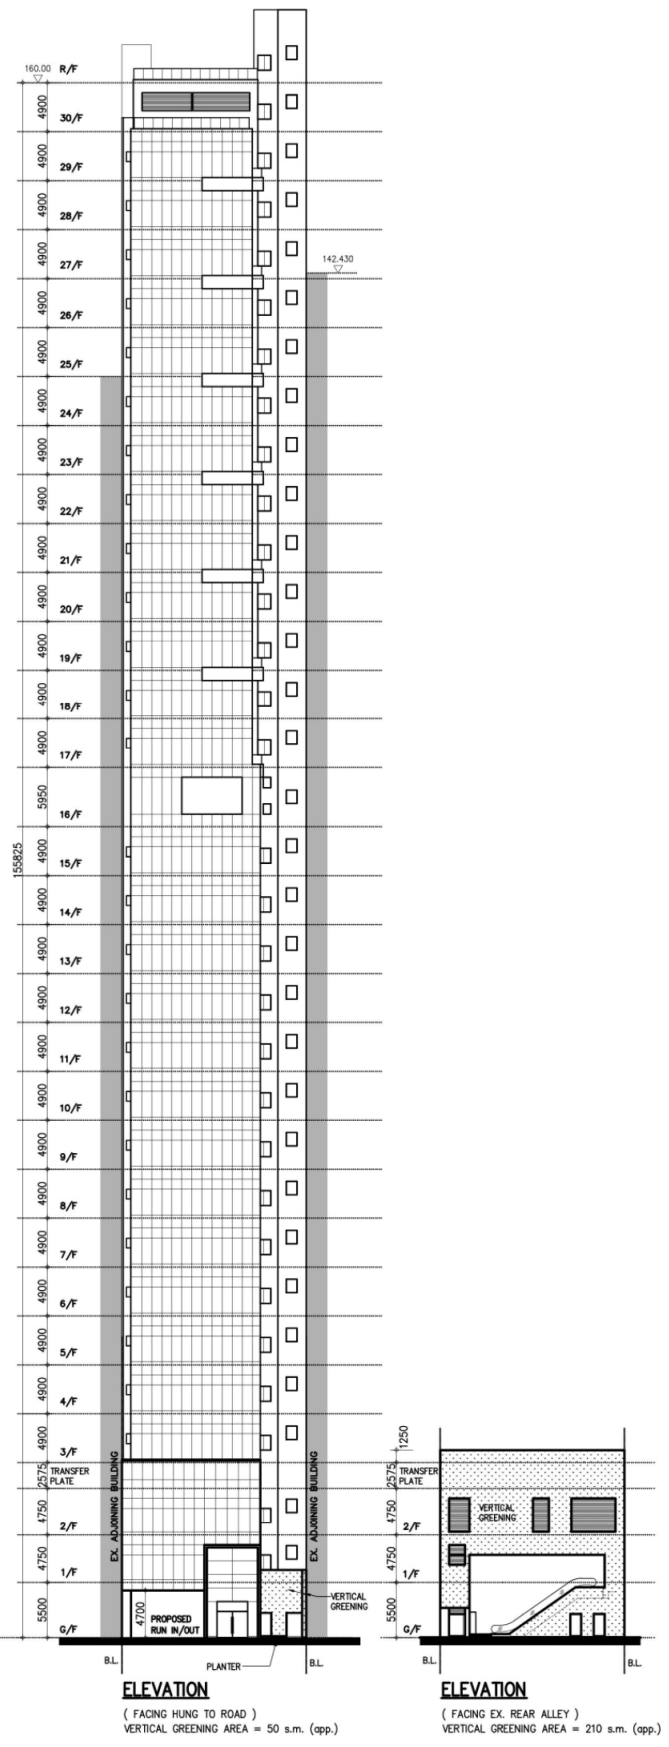 160.00 R/F
4900 30/F
4900 29/F
4900 28/F
4900 27/F
142.430
4900 26/F
4900 25/F
4900 24/F
4900 23/F
4900 22/F
4900 21/F
4900 20/F
4900 19/F
4900 18/F
4900 17/F
5950 16/F
155825
4900 15/F
4900 14/F
4900 13/F
4900 12/F
4900 11/F
4900 10/F
4900 9/F
4900 8/F
4900 7/F
4900 6/F
4900 5/F
4900 4/F
4900 3/F
2575 TRANSFER
PLATE
4750 2/F
4750 1/F
5500 G/F
EX. ADJOINING BUILDING
EX. ADJOINING BUILDING
4700
PROPOSED
RUN IN/OUT
VERTICAL
GREENING
PLANTER
B.L.
B.L.
ELEVATION
( FACING HUNG TO ROAD )
VERTICAL GREENING AREA = 50 s.m. (app.)
1250
2575 TRANSFER
PLATE
4750 2/F
4750 1/F
5500 G/F
VERTICAL
GREENING
B.L.
B.L.
ELEVATION
( FACING EX. REAR ALLEY )
VERTICAL GREENING AREA = 210 s.m. (app.)